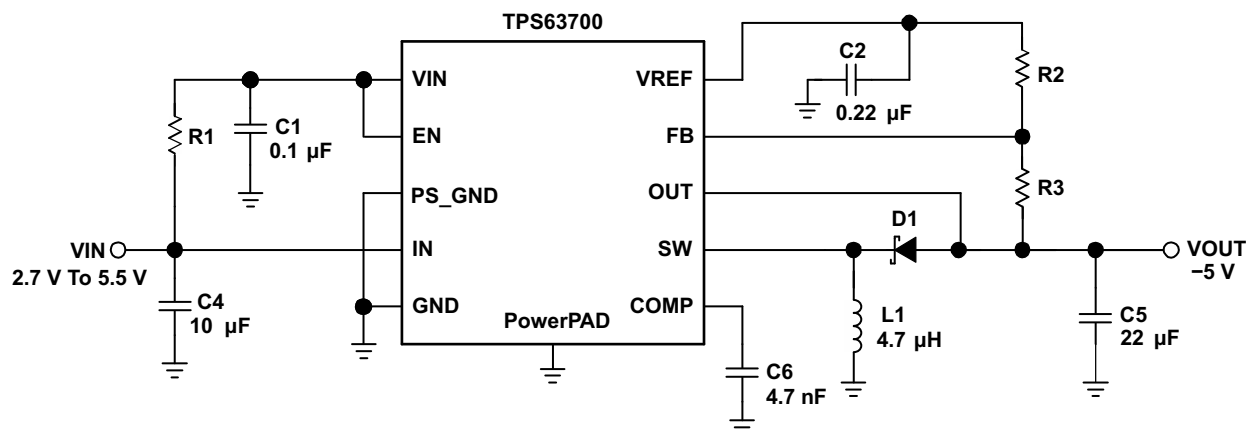 TPS63700
VIN
EN
PS_GND
IN
GND
VREF
FB
OUT
SW
COMP
PowerPAD
R1
C1
0.1 µF
VIN
2.7 V To 5.5 V
C4
10 µF
C2
0.22 µF
R2
R3
D1
VOUT
−5 V
L1
4.7 µH
C5
22 µF
C6
4.7 nF